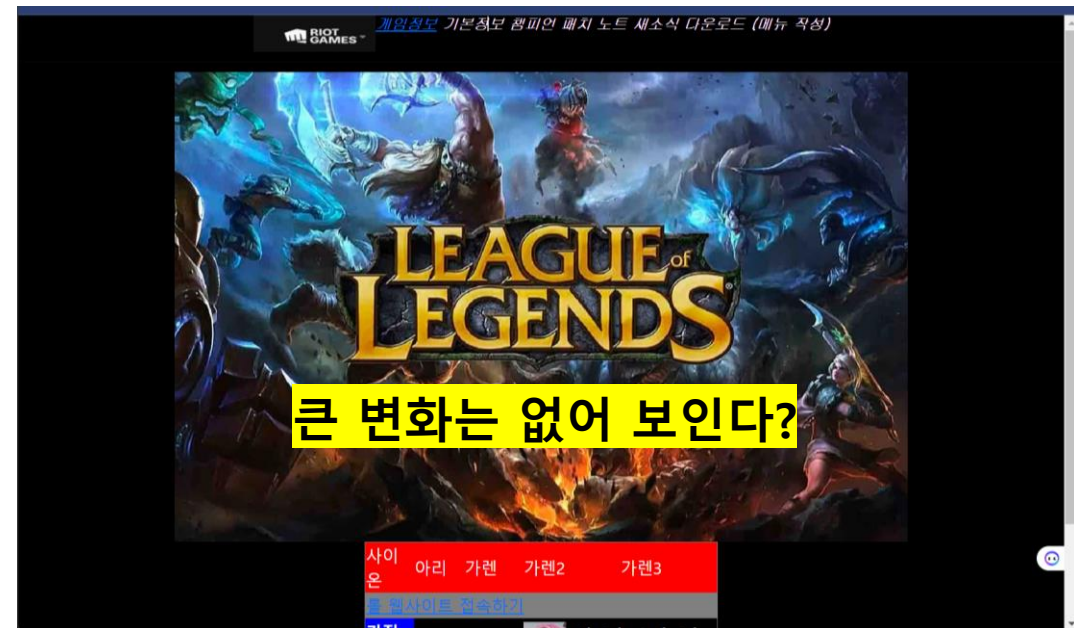 RIOT
GAMES
게임정보 기본정보 챔피언 패치 노트 새소식 다운로드 (메뉴 작성)
LEAGUE of
LEGENDS
큰 변화는 없어 보인다?
사이온 아리 가렌 가렌2 가렌3
롤 웹사이트 접속하기